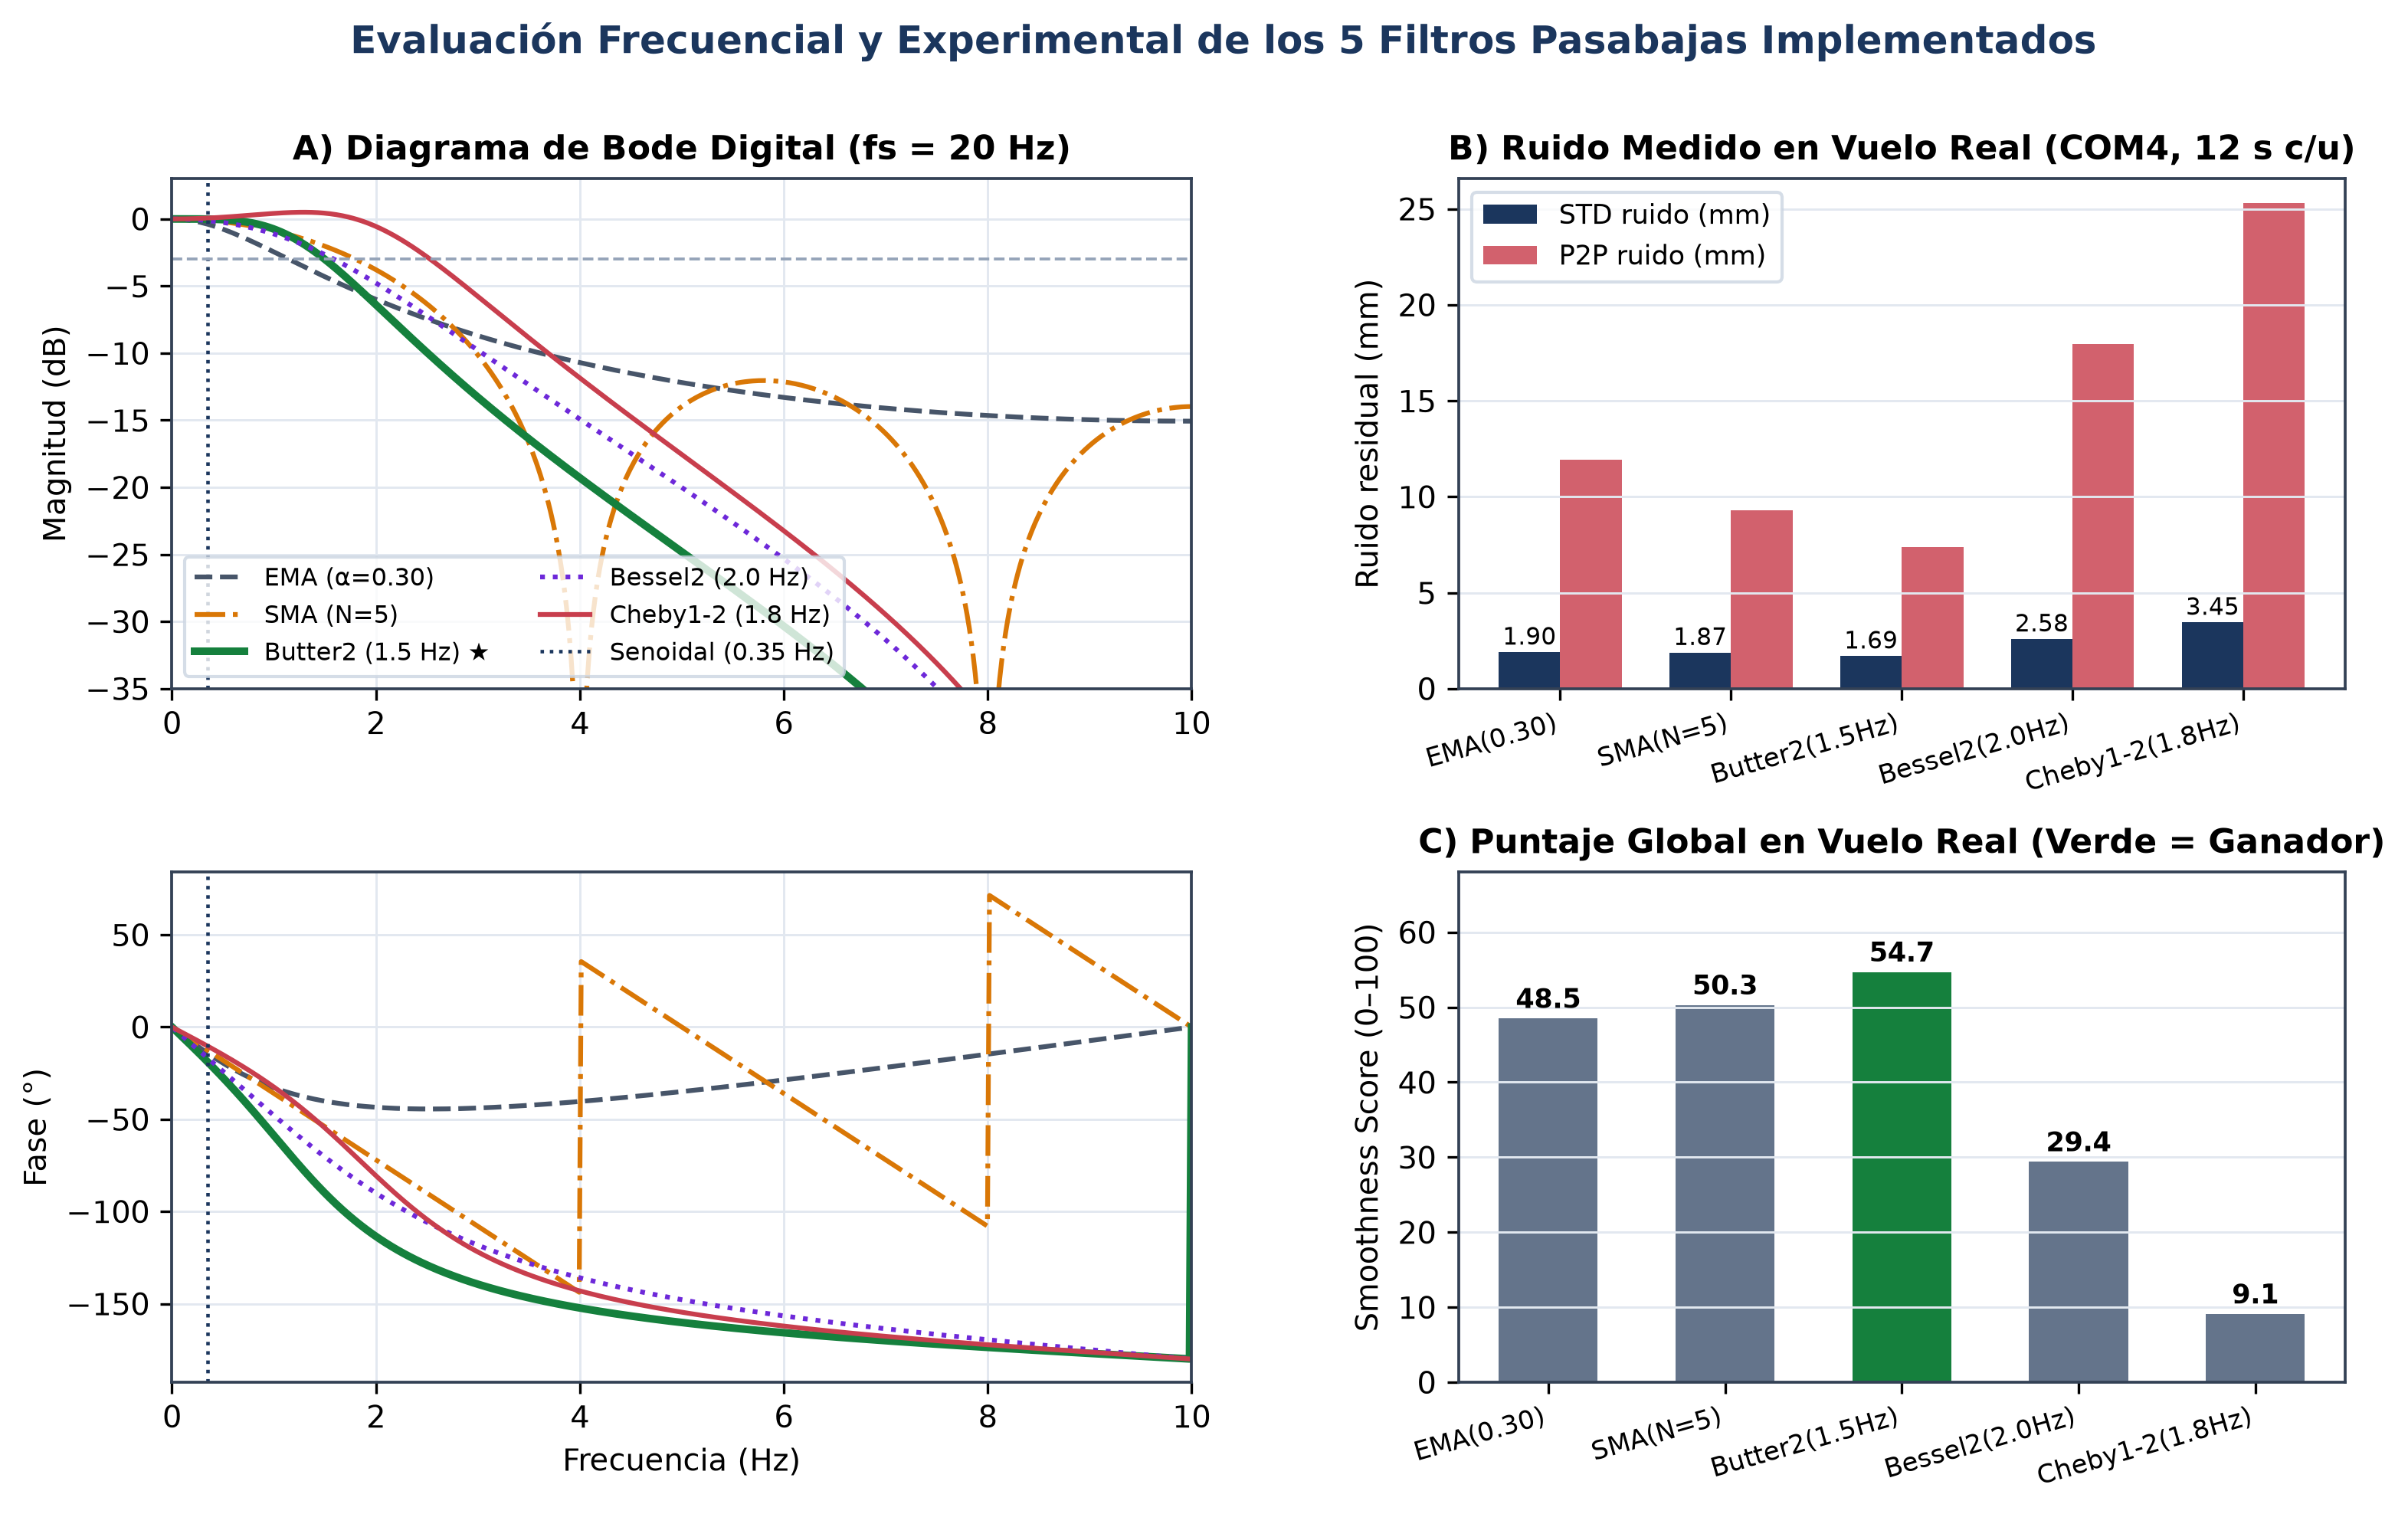 Evaluación Frecuencial y Experimental de los 5 Filtros Pasabajas Implementados
A) Diagrama de Bode Digital (fs = 20 Hz)
Magnitud (dB)
0
−5
−10
−15
−20
−25
−30
−35
EMA (α=0.30)
SMA (N=5)
Butter2 (1.5 Hz) ★
Bessel2 (2.0 Hz)
Cheby1-2 (1.8 Hz)
Senoidal (0.35 Hz)
0 2 4 6 8 10
B) Ruido Medido en Vuelo Real (COM4, 12 s c/u)
Ruido residual (mm)
25
20
15
10
5
0
STD ruido (mm)
P2P ruido (mm)
1.90 1.87 1.69 2.58 3.45
EMA(0.30) SMA(N=5) Butter2(1.5Hz) Bessel2(2.0Hz) Cheby1-2(1.8Hz)
Fase (°)
50
0
−50
−100
−150
0 2 4 6 8 10
Frecuencia (Hz)
C) Puntaje Global en Vuelo Real (Verde = Ganador)
Smoothness Score (0–100)
60
50
40
30
20
10
0
48.5 50.3 54.7 29.4 9.1
EMA(0.30) SMA(N=5) Butter2(1.5Hz) Bessel2(2.0Hz) Cheby1-2(1.8Hz)